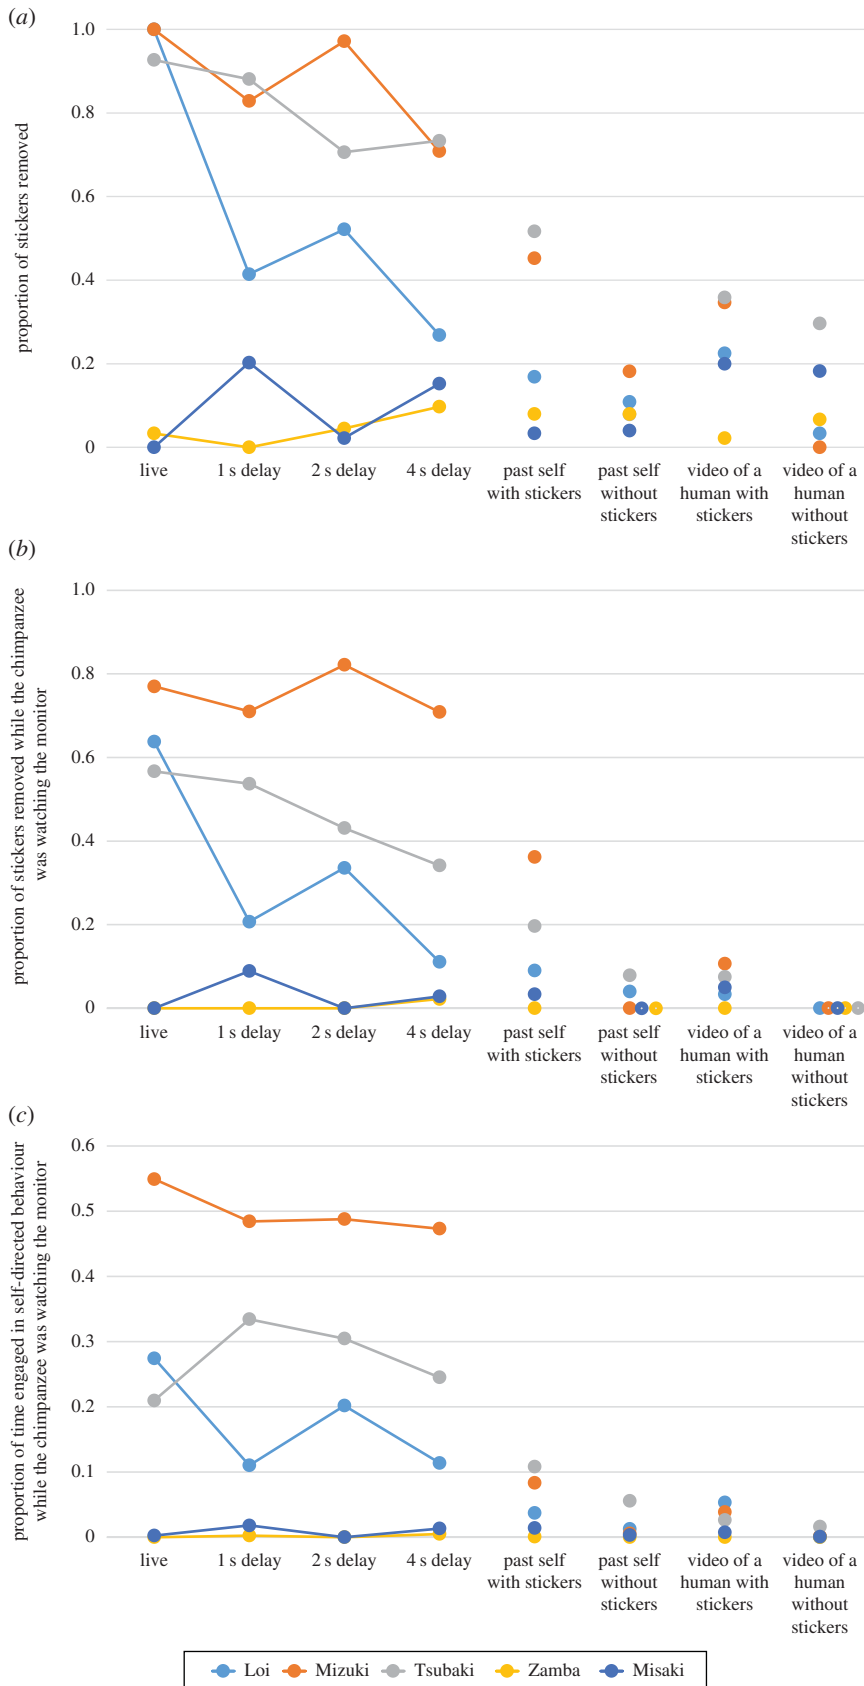 (a)
proportion of stickers removed
1.0
0.8
0.6
0.4
0.2
0
live
1 s delay
2 s delay
4 s delay
past self
with stickers
past self
without
stickers
video of a
human with
stickers
video of a
human
without
stickers
(b)
proportion of stickers removed while the chimpanzee
was watching the monitor
1.0
0.8
0.6
0.4
0.2
0
live
1 s delay
2 s delay
4 s delay
past self
with stickers
past self
without
stickers
video of a
human with
stickers
video of a
human
without
stickers
(c)
proportion of time engaged in self-directed behaviour
while the chimpanzee was watching the monitor
0.6
0.5
0.4
0.3
0.2
0.1
0
live
1 s delay
2 s delay
4 s delay
past self
with stickers
past self
without
stickers
video of a
human with
stickers
video of a
human
without
stickers
Loi Mizuki Tsubaki Zamba Misaki